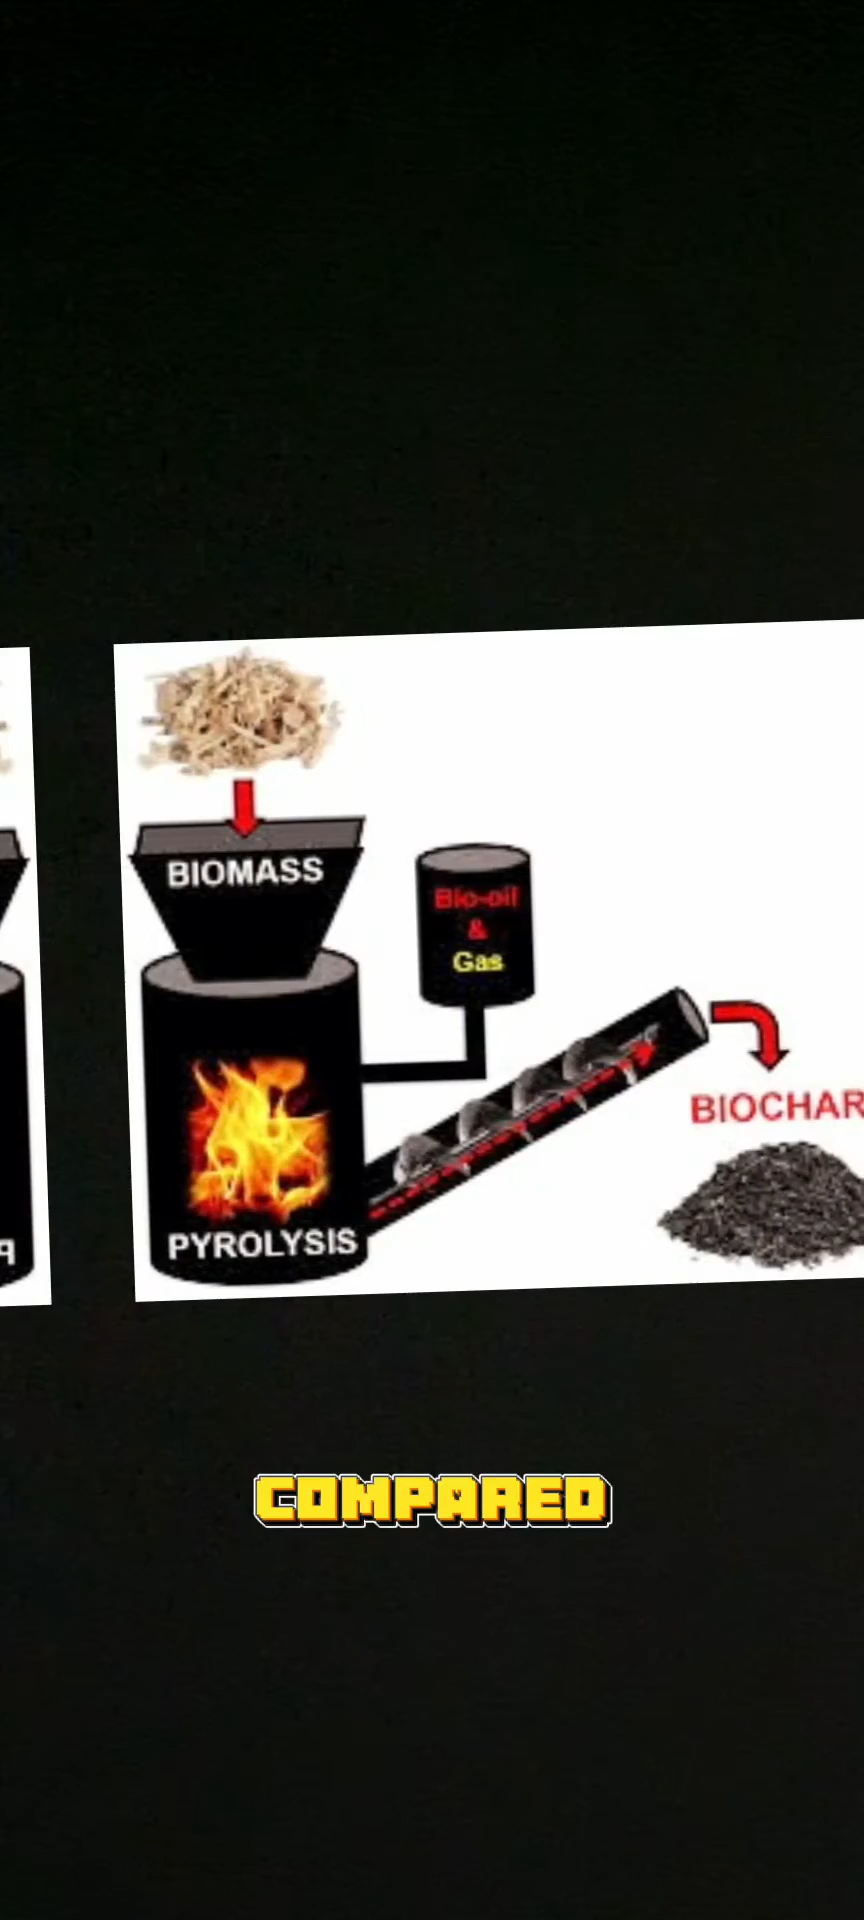 BIOMASS
Bio-oil
&
Gas
BIOCHAR
PYROLYSIS
COMPARED